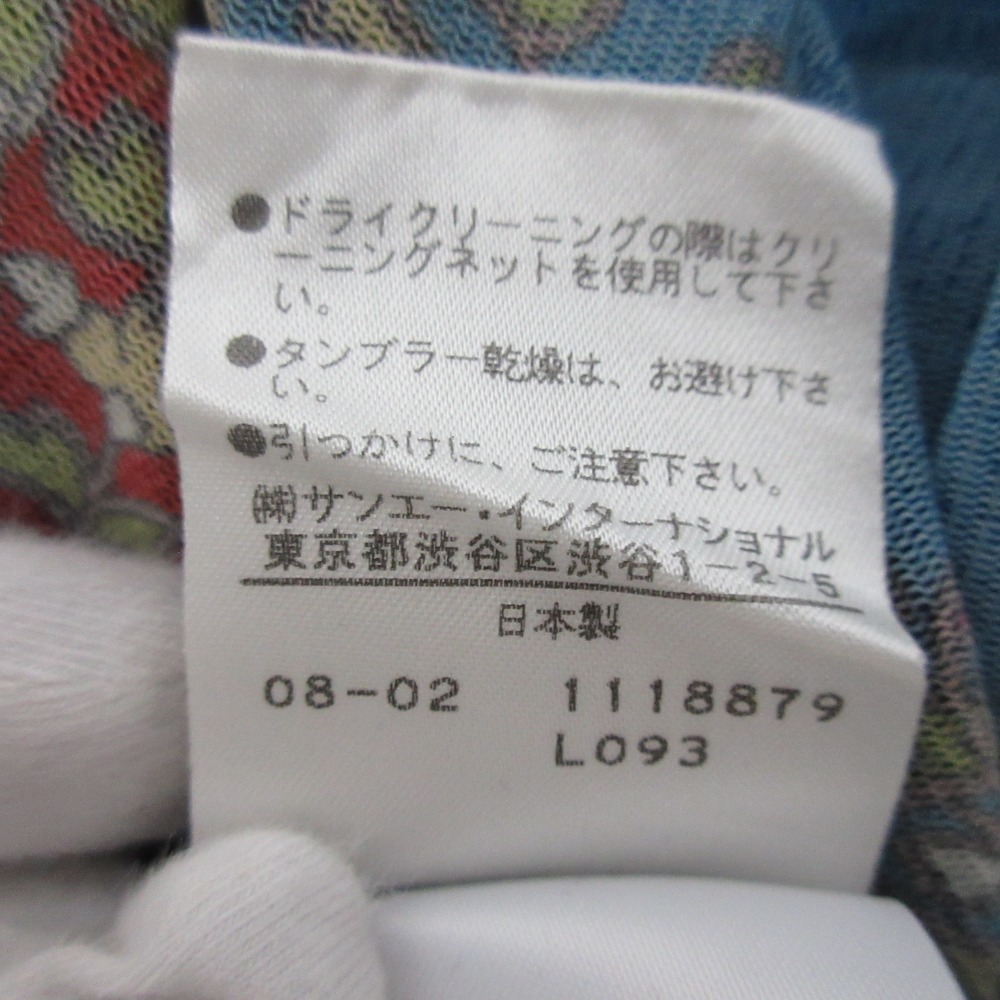 ●ドライクリーニングの際はクリ
ーニングネットを使用して下さ
い。
●タンブラー乾燥は、お避け下さ
い。
●引つかけに、ご注意下さい。
㈱サンエー・インターナショナル
東京都渋谷区渋谷1-2-5
日本製
08-02 1118879
L093